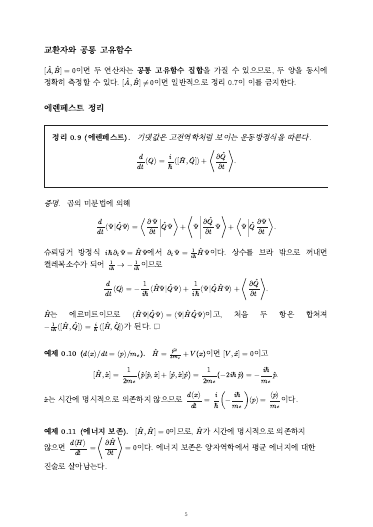 교환자와 공통 고유함수
[Â, B̂] = 0이면 두 연산자는 공통 고유함수 집합을 가질 수 있으므로, 두 양을 동시에
정확히 측정할 수 있다. [Â, B̂] ≠ 0이면 일반적으로 정리 0.7이 이를 금지한다.
에렌페스트 정리
정리 0.9 (에렌페스트). 기댓값은 고전역학처럼 보이는 운동방정식을 따른다.
d/dt ⟨Q⟩ = i/ħ ⟨[Ĥ, Q̂]⟩ + ⟨∂Q̂/∂t⟩.
증명. 곱의 미분법에 의해
d/dt ⟨Ψ|Q̂Ψ⟩ = ⟨∂Ψ/∂t|Q̂Ψ⟩ + ⟨Ψ|∂Q̂/∂t Ψ⟩ + ⟨Ψ|Q̂ ∂Ψ/∂t⟩.
슈뢰딩거 방정식 iħ∂ₜΨ = ĤΨ에서 ∂ₜΨ = 1/iħ ĤΨ이다. 상수를 브라 밖으로 꺼내면
켤레복소수가 되어 1/iħ → −1/iħ이므로
d/dt ⟨Q⟩ = −1/iħ ⟨ĤΨ|Q̂Ψ⟩ + 1/iħ ⟨Ψ|Q̂ĤΨ⟩ + ⟨∂Q̂/∂t⟩.
Ĥ는 에르미트이므로 ⟨ĤΨ|Q̂Ψ⟩ = ⟨Ψ|ĤQ̂Ψ⟩이고, 처음 두 항은 합쳐져
−1/iħ ⟨[Ĥ, Q̂]⟩ = i/ħ ⟨[Ĥ, Q̂]⟩가 된다. □
예제 0.10 (d⟨x⟩/dt = ⟨p⟩/mₑ). Ĥ = p̂²/2mₑ + V(x̂)이면 [V, x̂] = 0이고
[Ĥ, x̂] = 1/2mₑ (p̂[p̂, x̂] + [p̂, x̂]p̂) = 1/2mₑ (−2iħ p̂) = −iħ/mₑ p̂.
x̂는 시간에 명시적으로 의존하지 않으므로 d⟨x⟩/dt = i/ħ (−iħ/mₑ) ⟨p⟩ = ⟨p⟩/mₑ 이다.
예제 0.11 (에너지 보존). [Ĥ, Ĥ] = 0이므로, Ĥ가 시간에 명시적으로 의존하지
않으면 d⟨H⟩/dt = ⟨∂Ĥ/∂t⟩ = 0이다. 에너지 보존은 양자역학에서 평균 에너지에 대한
진술로 살아남는다.